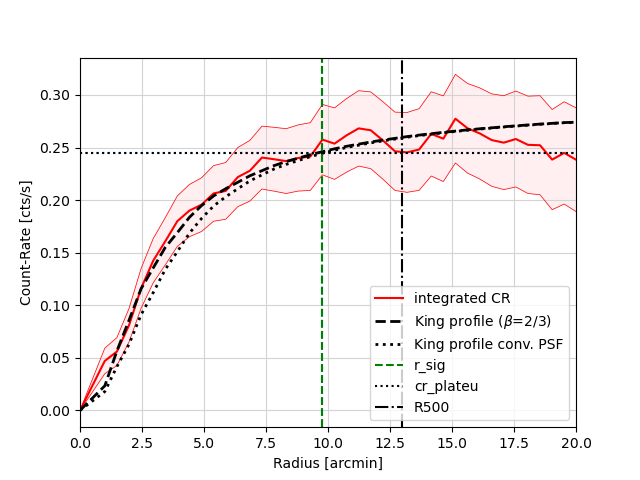 0.30
0.25
0.20
0.15
0.10
0.05
0.00
Count-Rate [cts/s]
integrated CR
King profile (β=2/3)
King profile conv. PSF
r_sig
cr_plateu
R500
0.0 2.5 5.0 7.5 10.0 12.5 15.0 17.5 20.0
Radius [arcmin]